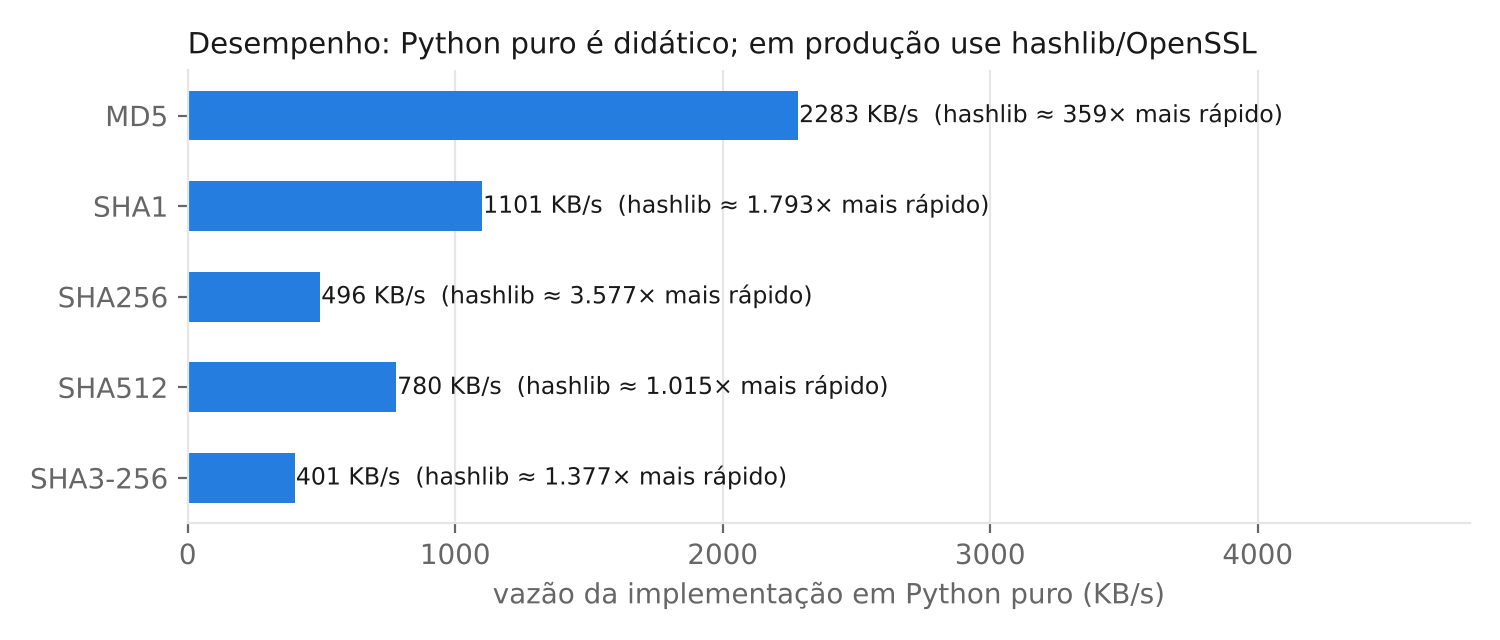 Desempenho: Python puro é didático; em produção use hashlib/OpenSSL
MD5 2283 KB/s (hashlib ≈ 359× mais rápido)
SHA1 1101 KB/s (hashlib ≈ 1.793× mais rápido)
SHA256 496 KB/s (hashlib ≈ 3.577× mais rápido)
SHA512 780 KB/s (hashlib ≈ 1.015× mais rápido)
SHA3-256 401 KB/s (hashlib ≈ 1.377× mais rápido)
0 1000 2000 3000 4000
vazão da implementação em Python puro (KB/s)